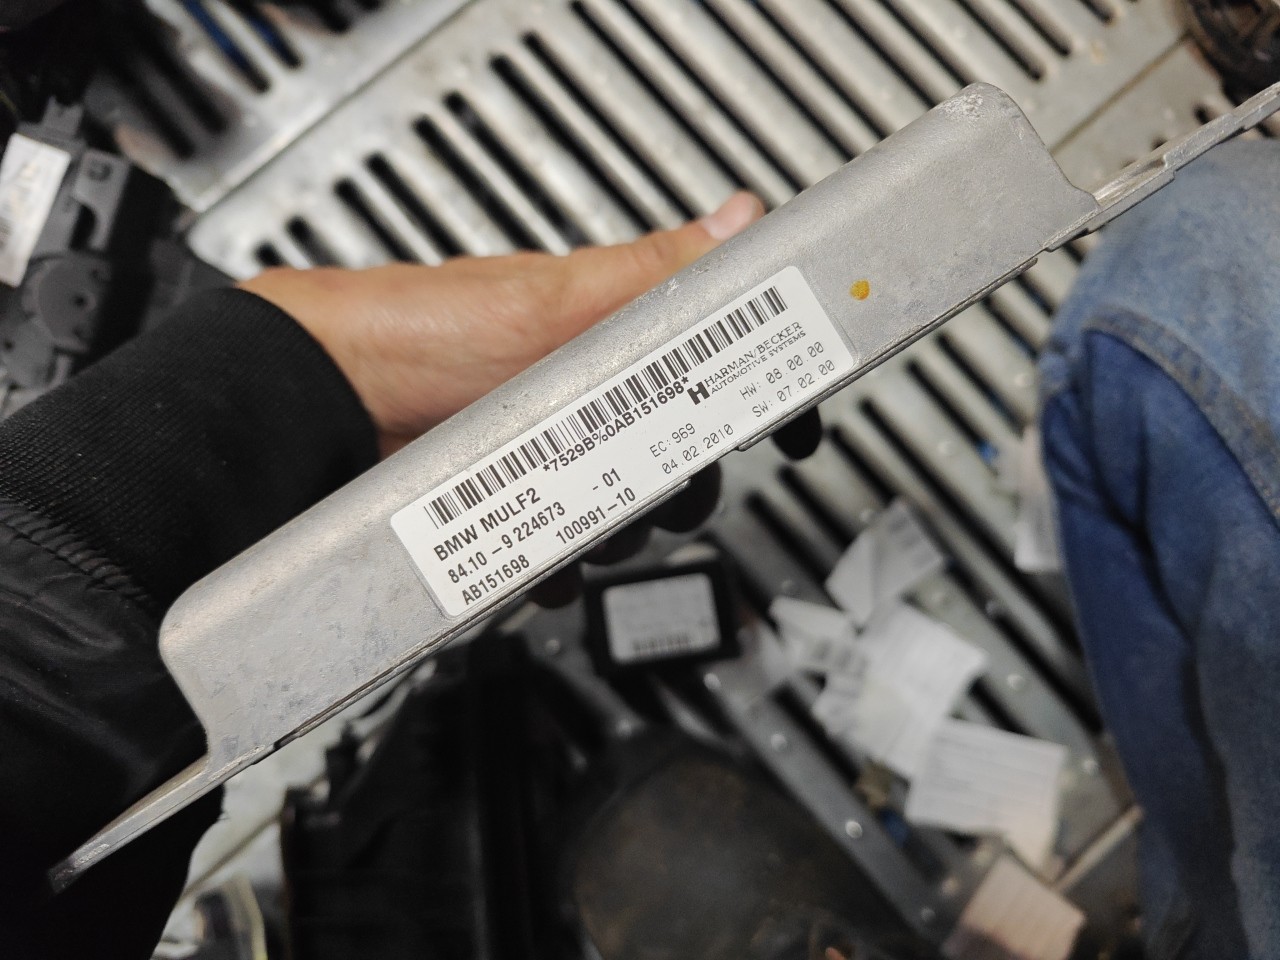 *7529B%0AB151698*
HARMAN/BECKER
AUTOMOTIVE SYSTEMS
BMW MULF2
84.10 – 9 224673 - 01
AB151698 100991–10
EC: 969
04.02.2010
HW: 08 00 00
SW: 07 02 00